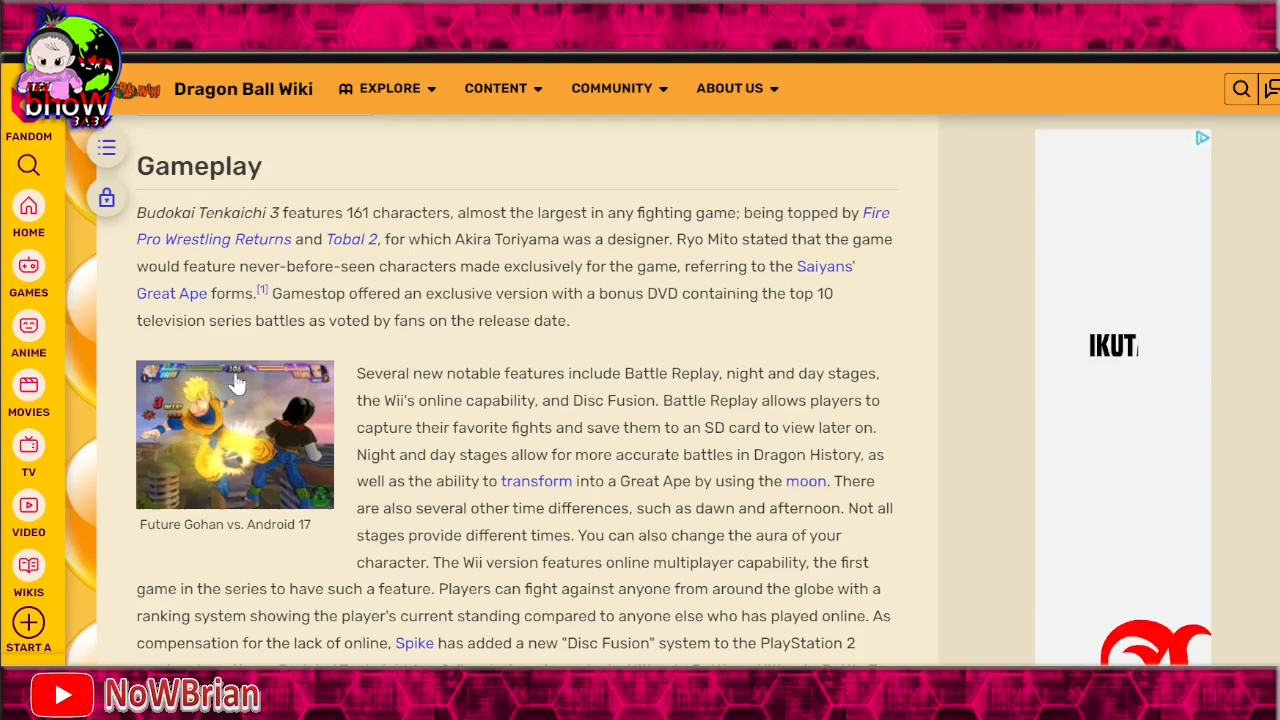 bhoW
BABY
Dragon Ball Wiki
EXPLORE
CONTENT
COMMUNITY
ABOUT US
FANDOM
HOME
GAMES
ANIME
MOVIES
TV
VIDEO
WIKIS
START A
Gameplay
Budokai Tenkaichi 3 features 161 characters, almost the largest in any fighting game; being topped by Fire
Pro Wrestling Returns and Tobal 2, for which Akira Toriyama was a designer. Ryo Mito stated that the game
would feature never-before-seen characters made exclusively for the game, referring to the Saiyans'
Great Ape forms.[1] Gamestop offered an exclusive version with a bonus DVD containing the top 10
television series battles as voted by fans on the release date.
Future Gohan vs. Android 17
Several new notable features include Battle Replay, night and day stages,
the Wii's online capability, and Disc Fusion. Battle Replay allows players to
capture their favorite fights and save them to an SD card to view later on.
Night and day stages allow for more accurate battles in Dragon History, as
well as the ability to transform into a Great Ape by using the moon. There
are also several other time differences, such as dawn and afternoon. Not all
stages provide different times. You can also change the aura of your
character. The Wii version features online multiplayer capability, the first
game in the series to have such a feature. Players can fight against anyone from around the globe with a
ranking system showing the player's current standing compared to anyone else who has played online. As
compensation for the lack of online, Spike has added a new "Disc Fusion" system to the PlayStation 2
IKUT
NoWBrian